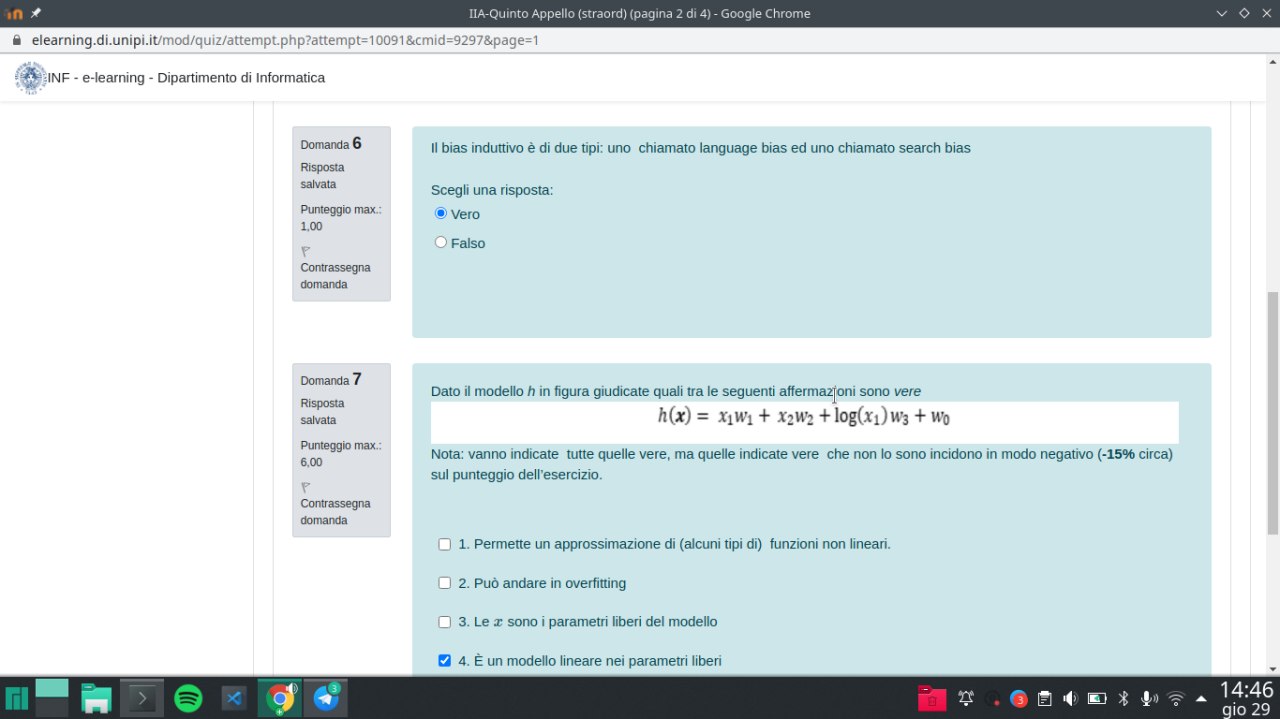 IIA-Quinto Appello (straord) (pagina 2 di 4) - Google Chrome
elearning.di.unipi.it/mod/quiz/attempt.php?attempt=10091&cmid=9297&page=1
INF - e-learning - Dipartimento di Informatica
Domanda 6
Risposta
salvata
Punteggio max.:
1,00
Contrassegna
domanda
Il bias induttivo è di due tipi: uno chiamato language bias ed uno chiamato search bias
Scegli una risposta:
Vero
Falso
Domanda 7
Risposta
salvata
Punteggio max.:
6,00
Contrassegna
domanda
Dato il modello h in figura giudicate quali tra le seguenti affermazioni sono vere
h(x) = x₁w₁ + x₂w₂ + log(x₁)w₃ + w₀
Nota: vanno indicate tutte quelle vere, ma quelle indicate vere che non lo sono incidono in modo negativo (-15% circa)
sul punteggio dell'esercizio.
1. Permette un approssimazione di (alcuni tipi di) funzioni non lineari.
2. Può andare in overfitting
3. Le x sono i parametri liberi del modello
4. È un modello lineare nei parametri liberi
3
3
14:46
gio 29